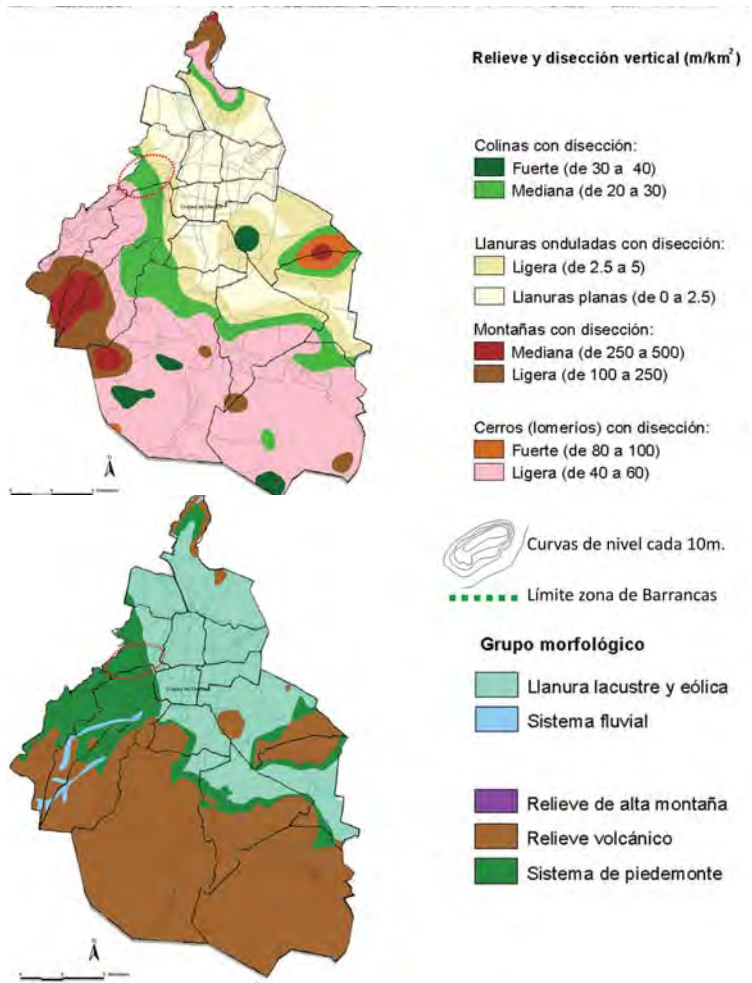 Relieve y disección vertical (m/km²)
Colinas con disección:
Fuerte (de 30 a 40)
Mediana (de 20 a 30)
Llanuras onduladas con disección:
Ligera (de 2.5 a 5)
Llanuras planas (de 0 a 2.5)
Montañas con disección:
Mediana (de 250 a 500)
Ligera (de 100 a 250)
Cerros (lomerios) con disección:
Fuerte (de 80 a 100)
Ligera (de 40 a 60)
Curvas de nivel cada 10m.
Límite zona de Barrancas
Grupo morfológico
Llanura lacustre y eólica
Sistema fluvial
Relieve de alta montaña
Relieve volcánico
Sistema de piedemonte